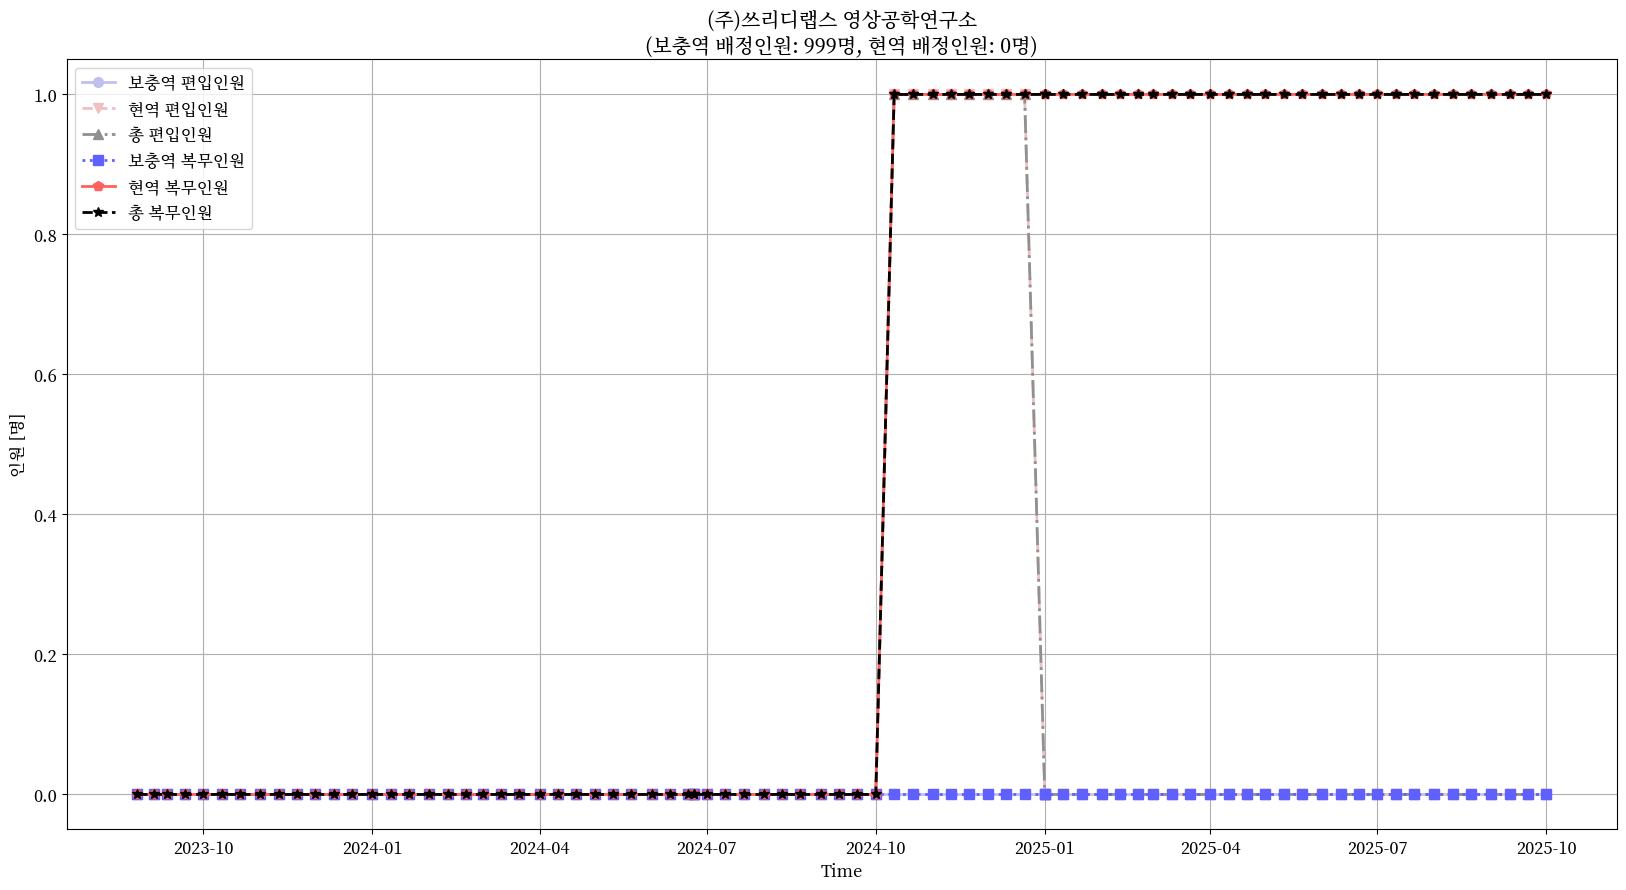 (주)쓰리디랩스 영상공학연구소
(보충역 배정인원: 999명, 현역 배정인원: 0명)
보충역 편입인원
현역 편입인원
총 편입인원
보충역 복무인원
현역 복무인원
총 복무인원
인원 [명]
1.0
0.8
0.6
0.4
0.2
0.0
2023-10
2024-01
2024-04
2024-07
2024-10
2025-01
2025-04
2025-07
2025-10
Time